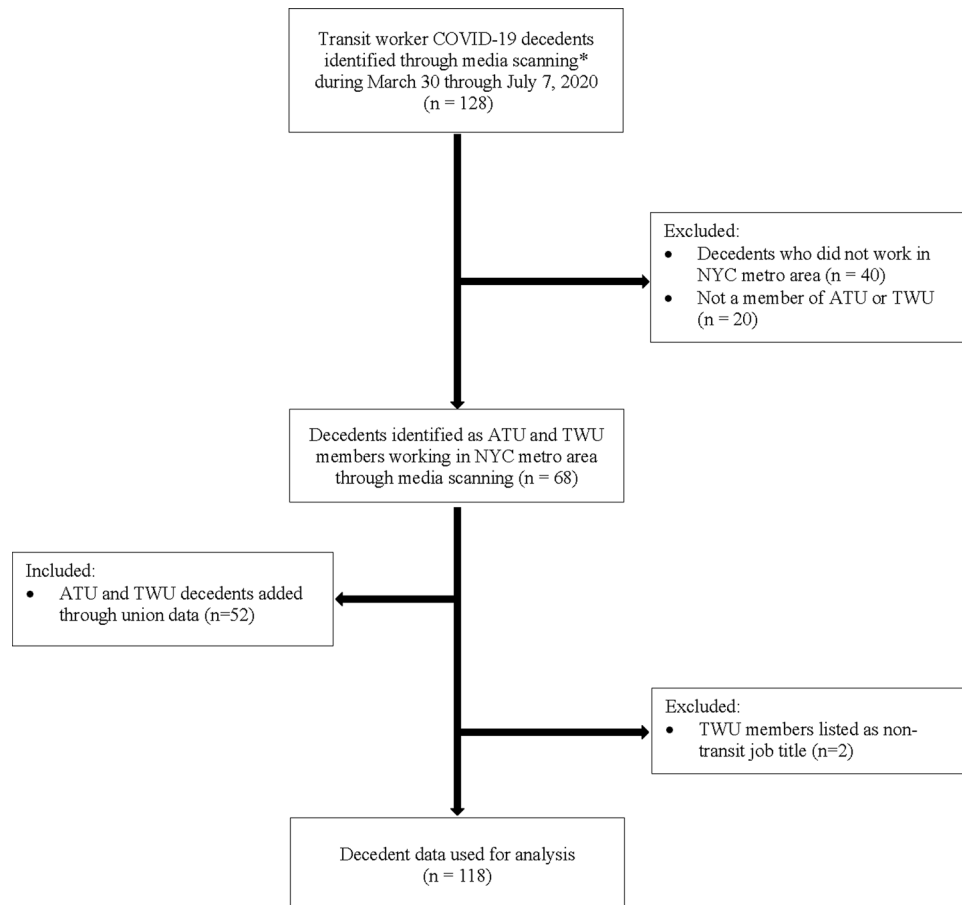 Transit worker COVID-19 decedents
identified through media scanning*
during March 30 through July 7, 2020
(n = 128)
Excluded:
• Decedents who did not work in
NYC metro area (n = 40)
• Not a member of ATU or TWU
(n = 20)
Decedents identified as ATU and TWU
members working in NYC metro area
through media scanning (n = 68)
Included:
• ATU and TWU decedents added
through union data (n=52)
Excluded:
• TWU members listed as non-
transit job title (n=2)
Decedent data used for analysis
(n = 118)